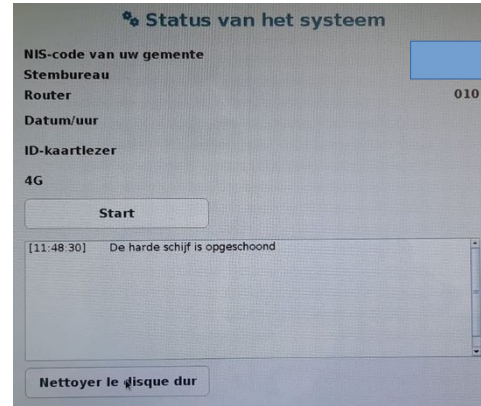 Status van het systeem
NIS-code van uw gemente
Stembureau
Router 010
Datum/uur
ID-kaartlezer
4G
Start
[11:48:30] De harde schijf is opgeschoond
Nettoyer le disque dur